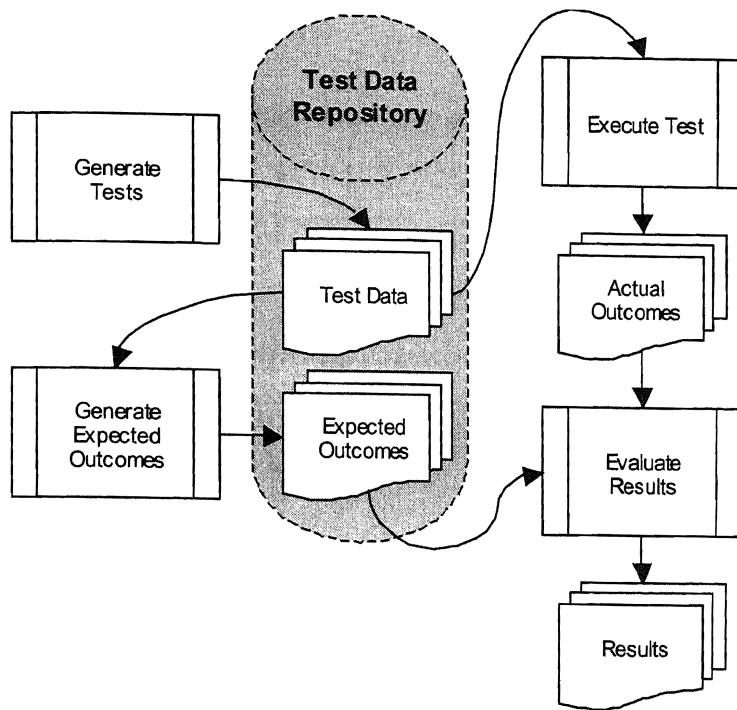 Test Data
Repository
Generate
Tests
Test Data
Generate
Expected
Outcomes
Expected
Outcomes
Execute Test
Actual
Outcomes
Evaluate
Results
Results